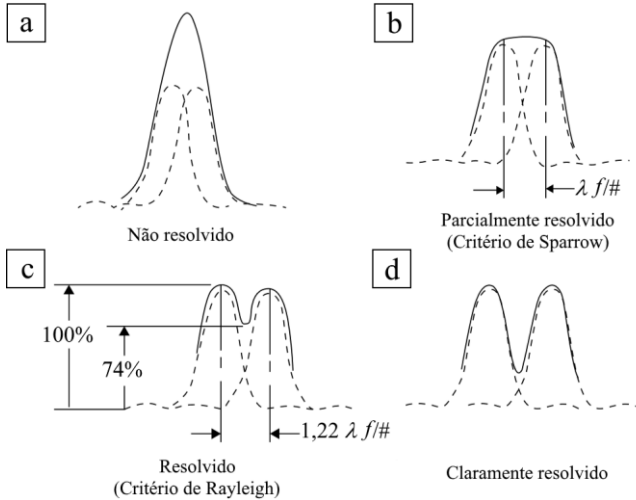 a
Não resolvido
b
λ f/#
Parcialmente resolvido
(Critério de Sparrow)
c
100%
74%
1,22 λ f/#
Resolvido
(Critério de Rayleigh)
d
Claramente resolvido